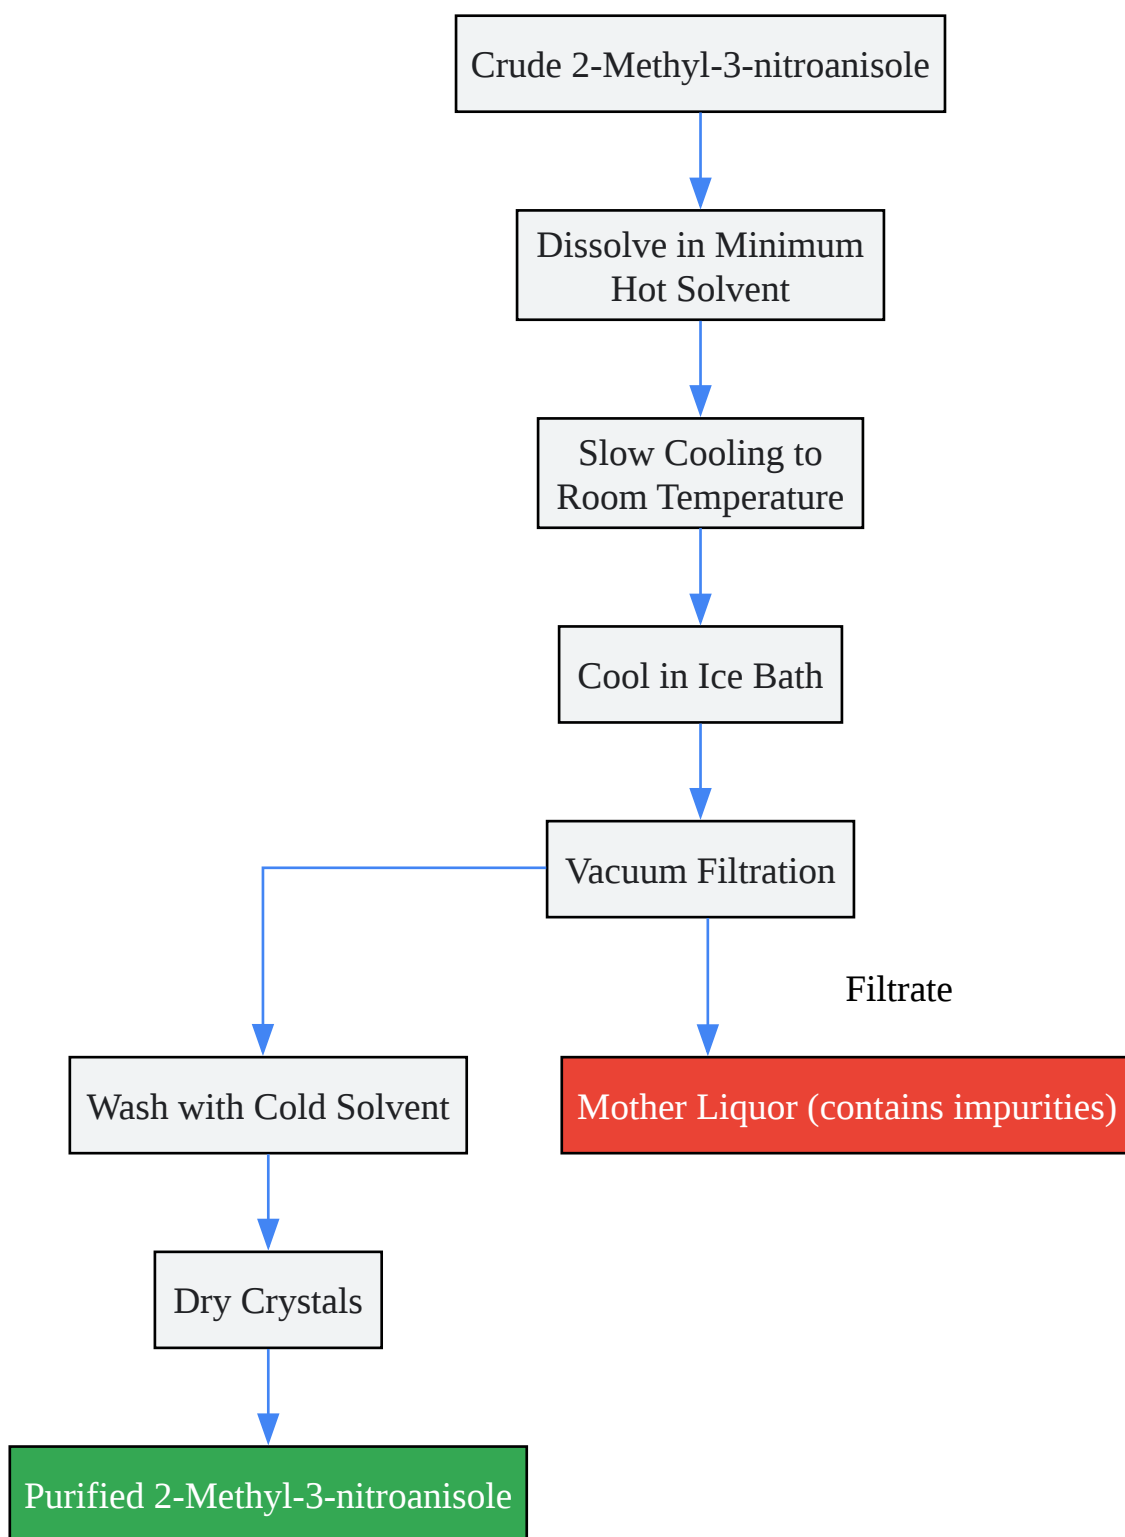 Crude 2-Methyl-3-nitroanisole
Dissolve in Minimum
Hot Solvent
Slow Cooling to
Room Temperature
Cool in Ice Bath
Vacuum Filtration
Filtrate
Wash with Cold Solvent
Mother Liquor (contains impurities)
Dry Crystals
Purified 2-Methyl-3-nitroanisole